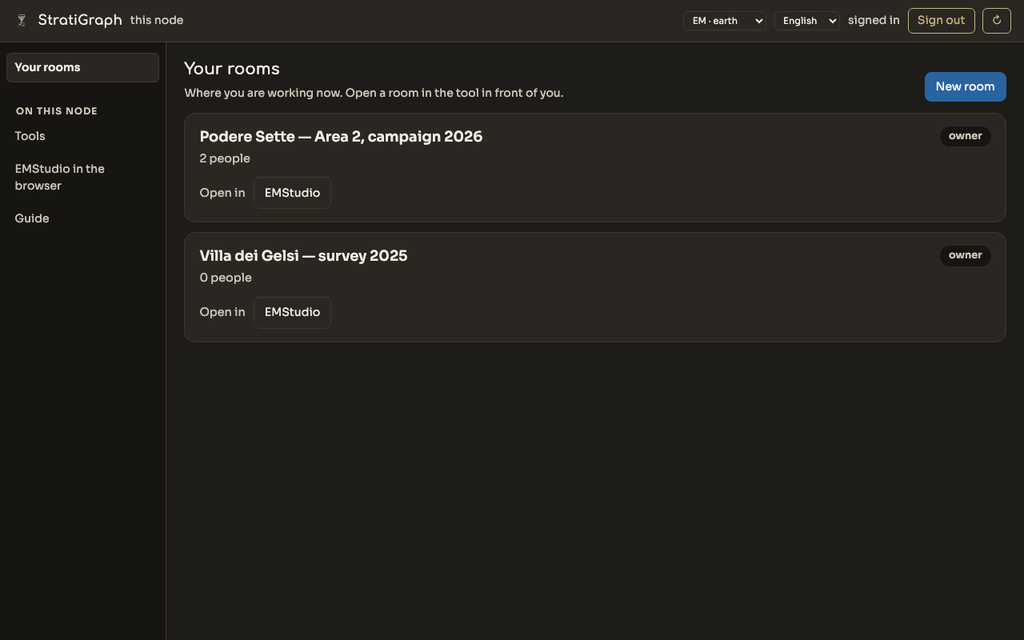 StratiGraph this node
EM · earth
English
signed in
Sign out
↻
Your rooms
ON THIS NODE
Tools
EMStudio in the
browser
Guide
Your rooms
Where you are working now. Open a room in the tool in front of you.
New room
Podere Sette — Area 2, campaign 2026
owner
2 people
Open in EMStudio
Villa dei Gelsi — survey 2025
owner
0 people
Open in EMStudio